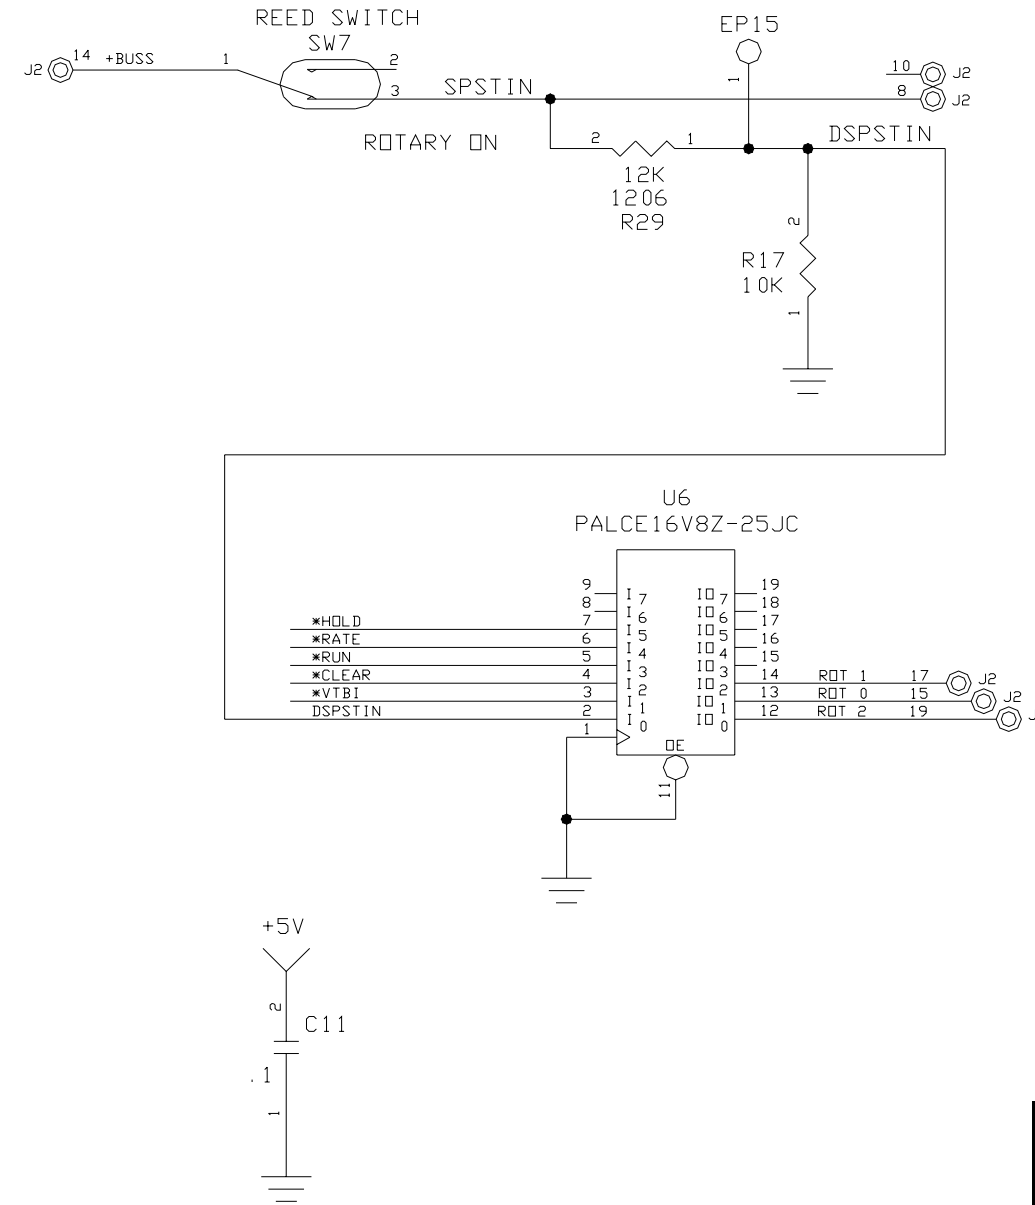 REED SWITCH
SW7
EP15
J2 14 +BUSS 1
2
3
SPSTIN
1
10 J2
8 J2
ROTARY ON
2 1
DSPSTIN
12K
1206
R29
2
R17
10K
1
U6
PALCE16V8Z-25JC
9 I7 IO7 19
8 I6 IO6 18
*HOLD 7 I5 IO5 17
*RATE 6 I4 IO4 16
*RUN 5 I3 IO3 15
*CLEAR 4 I2 IO2 14 ROT 1 17 J2
*VTBI 3 I1 IO1 13 ROT 0 15 J2
DSPSTIN 2 I0 IO0 12 ROT 2 19
1
OE
11
+5V
2
C11
.1
1